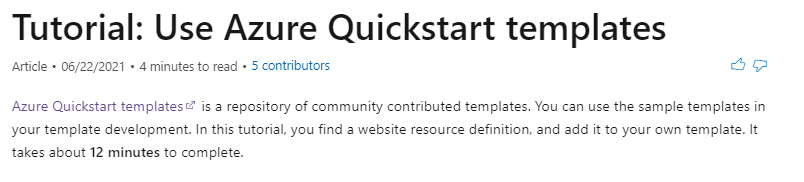 Tutorial: Use Azure Quickstart templates
Article • 06/22/2021 • 4 minutes to read • 5 contributors
Azure Quickstart templates is a repository of community contributed templates. You can use the sample templates in
your template development. In this tutorial, you find a website resource definition, and add it to your own template. It
takes about 12 minutes to complete.